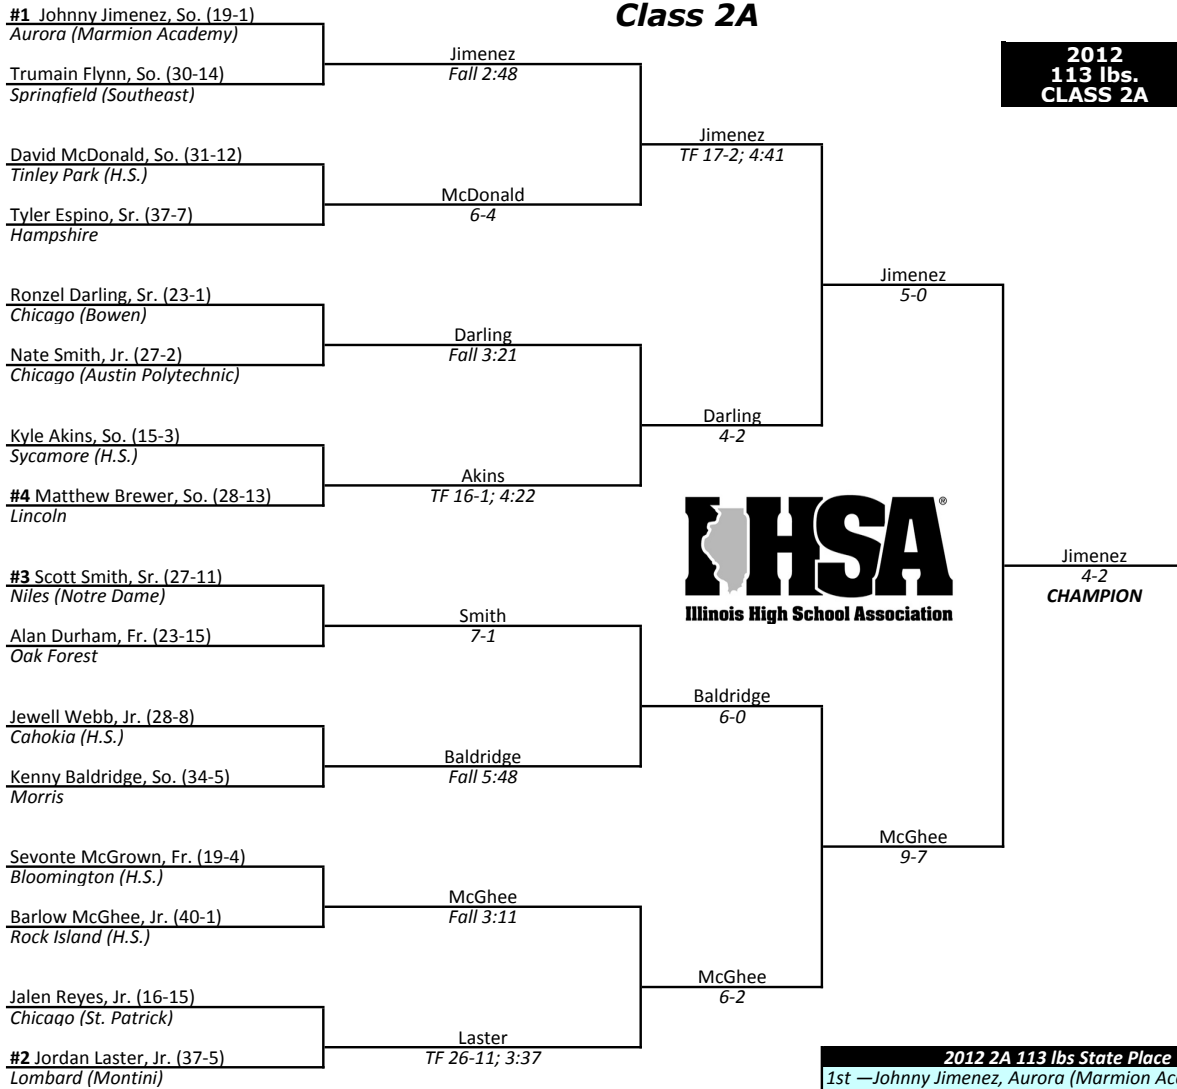 Class 2A
2012
113 lbs.
CLASS 2A
#1 Johnny Jimenez, So. (19-1)
Aurora (Marmion Academy)
Trumain Flynn, So. (30-14)
Springfield (Southeast)
David McDonald, So. (31-12)
Tinley Park (H.S.)
Tyler Espino, Sr. (37-7)
Hampshire
Ronzel Darling, Sr. (23-1)
Chicago (Bowen)
Nate Smith, Jr. (27-2)
Chicago (Austin Polytechnic)
Kyle Akins, So. (15-3)
Sycamore (H.S.)
#4 Matthew Brewer, So. (28-13)
Lincoln
#3 Scott Smith, Sr. (27-11)
Niles (Notre Dame)
Alan Durham, Fr. (23-15)
Oak Forest
Jewell Webb, Jr. (28-8)
Cahokia (H.S.)
Kenny Baldridge, So. (34-5)
Morris
Sevonte McGrown, Fr. (19-4)
Bloomington (H.S.)
Barlow McGhee, Jr. (40-1)
Rock Island (H.S.)
Jalen Reyes, Jr. (16-15)
Chicago (St. Patrick)
#2 Jordan Laster, Jr. (37-5)
Lombard (Montini)
Jimenez
Fall 2:48
McDonald
6-4
Darling
Fall 3:21
Akins
TF 16-1; 4:22
Smith
7-1
Baldridge
Fall 5:48
McGhee
Fall 3:11
Laster
TF 26-11; 3:37
Jimenez
TF 17-2; 4:41
Darling
4-2
Baldridge
6-0
McGhee
6-2
Jimenez
5-0
McGhee
9-7
Jimenez
4-2
CHAMPION
IHSA®
Illinois High School Association
2012 2A 113 lbs State Place
1st —Johnny Jimenez, Aurora (Marmion Ac